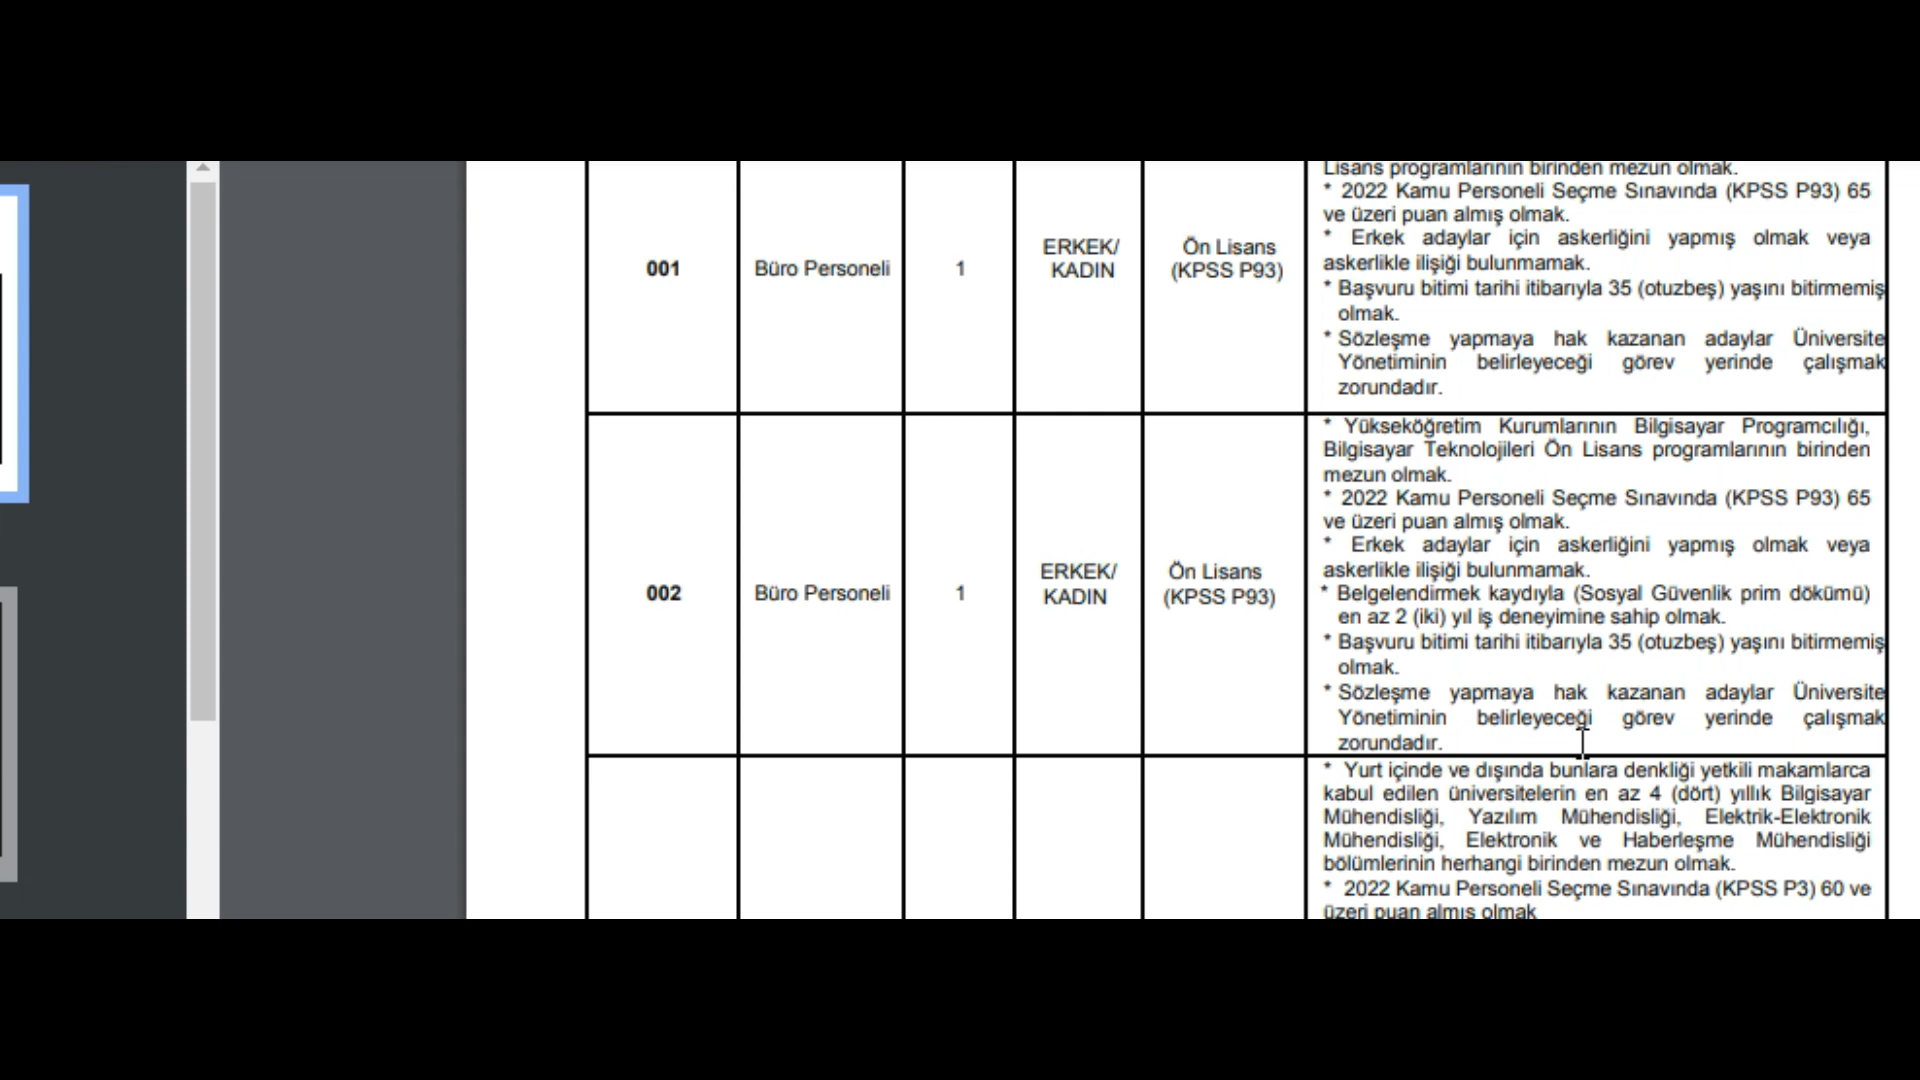 Lisans programlarının birinden mezun olmak.
* 2022 Kamu Personeli Seçme Sınavında (KPSS P93) 65
ve üzeri puan almış olmak.
* Erkek adaylar için askerliğini yapmış olmak veya
askerlikle ilişiği bulunmamak.
* Başvuru bitimi tarihi itibarıyla 35 (otuzbeş) yaşını bitirmemiş
olmak.
* Sözleşme yapmaya hak kazanan adaylar Üniversite
Yönetiminin belirleyeceği görev yerinde çalışmak
zorundadır.
001
Büro Personeli
1
ERKEK/
KADIN
Ön Lisans
(KPSS P93)
002
Büro Personeli
1
ERKEK/
KADIN
Ön Lisans
(KPSS P93)
* Yükseköğretim Kurumlarının Bilgisayar Programcılığı,
Bilgisayar Teknolojileri Ön Lisans programlarının birinden
mezun olmak.
* 2022 Kamu Personeli Seçme Sınavında (KPSS P93) 65
ve üzeri puan almış olmak.
* Erkek adaylar için askerliğini yapmış olmak veya
askerlikle ilişiği bulunmamak.
* Belgelendirmek kaydıyla (Sosyal Güvenlik prim dökümü)
en az 2 (iki) yıl iş deneyimine sahip olmak.
* Başvuru bitimi tarihi itibarıyla 35 (otuzbeş) yaşını bitirmemiş
olmak.
* Sözleşme yapmaya hak kazanan adaylar Üniversite
Yönetiminin belirleyeceği görev yerinde çalışmak
zorundadır.
* Yurt içinde ve dışında bunlara denkliği yetkili makamlarca
kabul edilen üniversitelerin en az 4 (dört) yıllık Bilgisayar
Mühendisliği, Yazılım Mühendisliği, Elektrik-Elektronik
Mühendisliği, Elektronik ve Haberleşme Mühendisliği
bölümlerinin herhangi birinden mezun olmak.
* 2022 Kamu Personeli Seçme Sınavında (KPSS P3) 60 ve
üzeri puan almış olmak